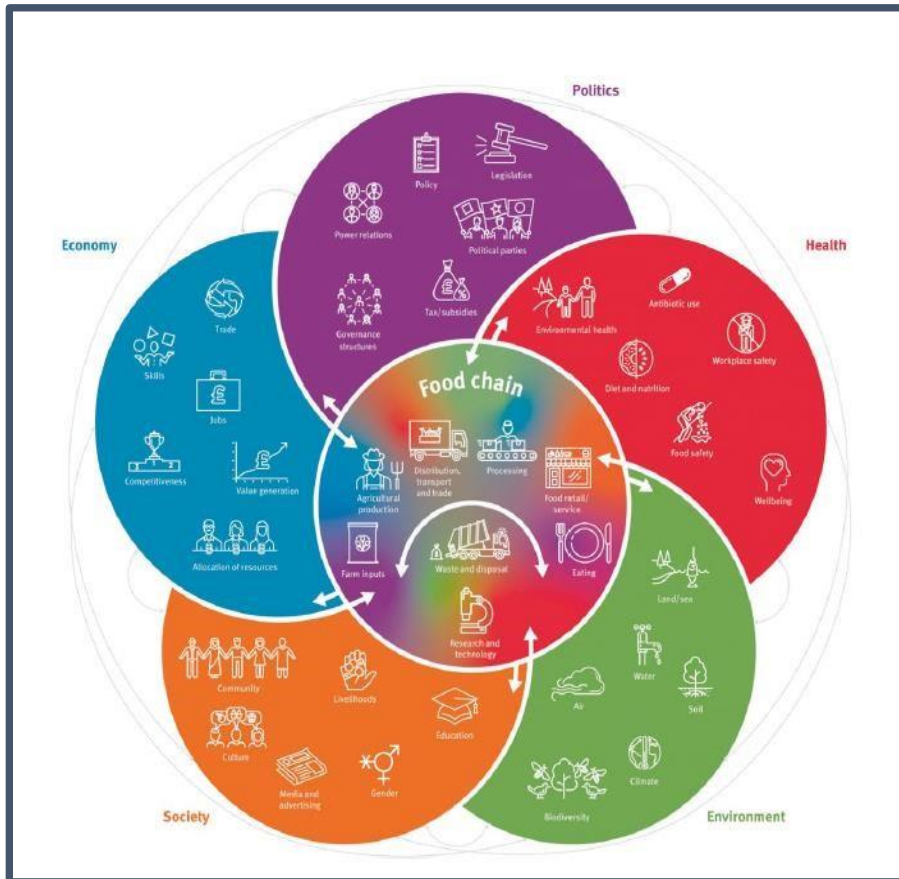 Politics
Policy
Legislation
Power relations
Political parties
Tax/subsidies
Governance
structures
Economy
Trade
Skills
Jobs
Competitiveness
Value generation
Allocation of resources
Health
Environmental health
Antibiotic use
Workplace safety
Diet and nutrition
Food safety
Wellbeing
Food chain
Distribution,
transport
and trade
Processing
Agricultural
production
Food retail/
service
Farm inputs
Waste and disposal
Eating
Research and
technology
Community
Livelihoods
Education
Culture
Media and
advertising
Gender
Society
Land/sea
Water
Soil
Air
Climate
Biodiversity
Environment